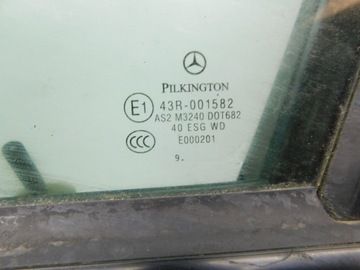 PILKINGTON
E1 43R-001582
AS2 M3240 DOT682
40 ESG WD
CCC E000201
9.